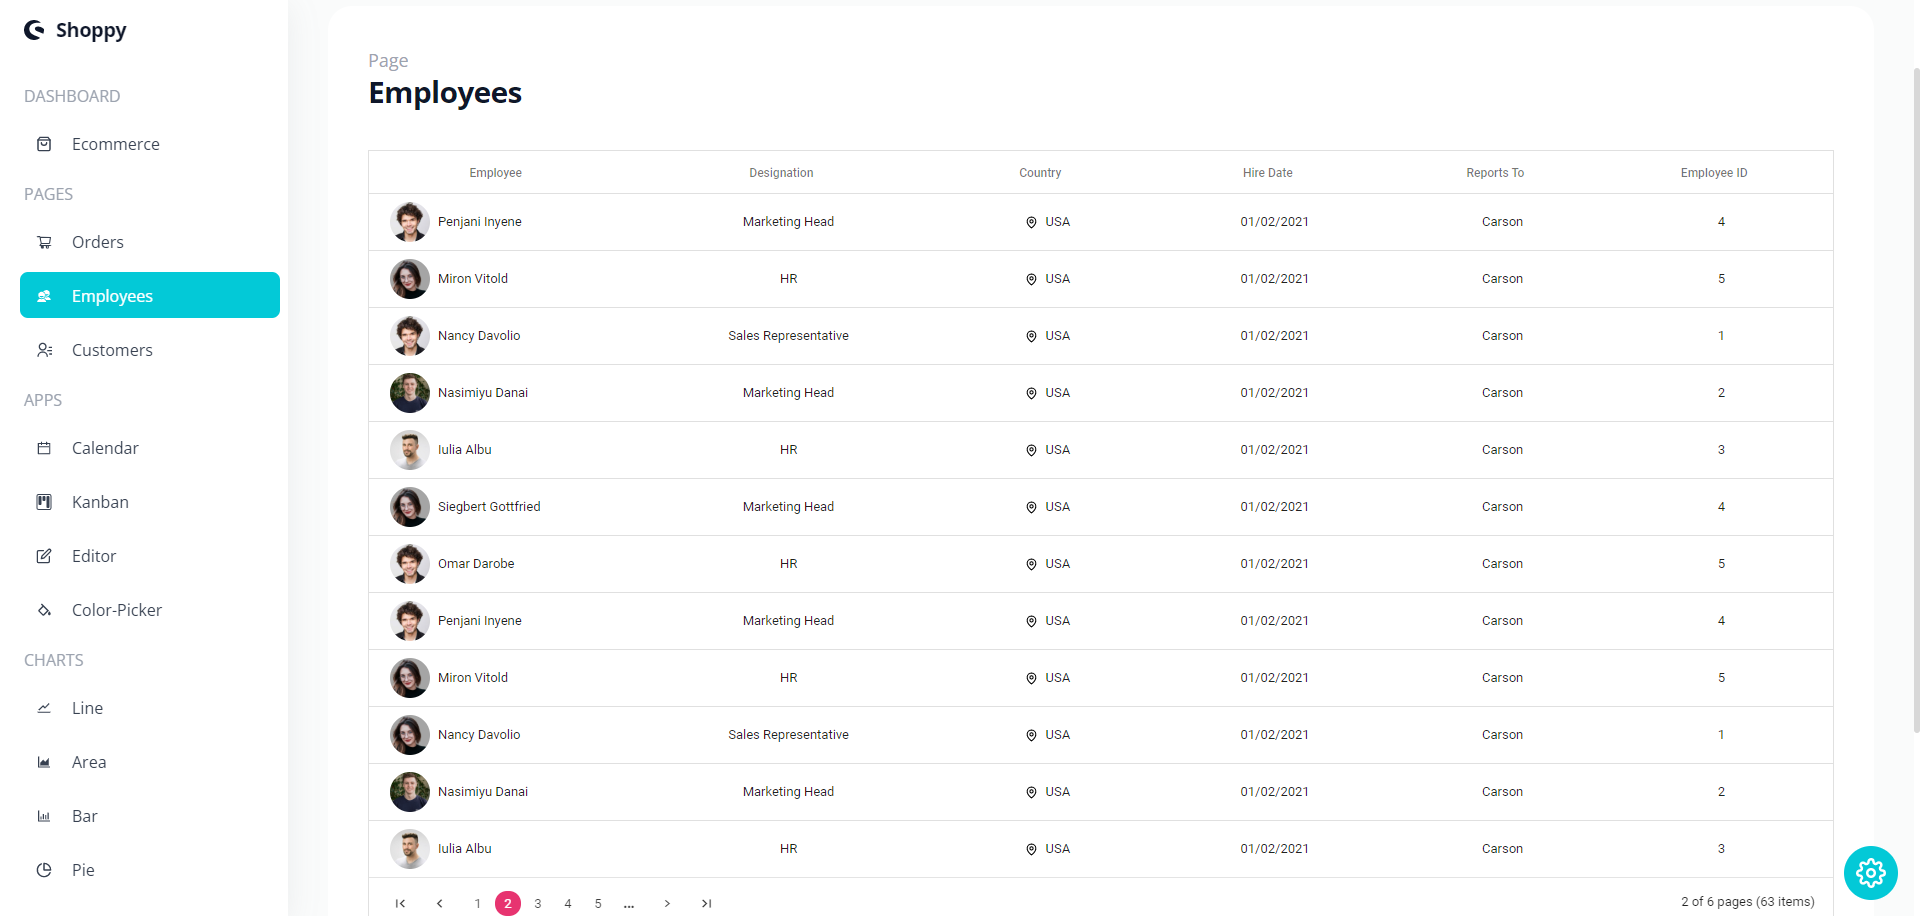 Shoppy
DASHBOARD
Ecommerce
PAGES
Orders
Employees
Customers
APPS
Calendar
Kanban
Editor
Color-Picker
CHARTS
Line
Area
Bar
Pie
Page
Employees
Employee Designation Country Hire Date Reports To Employee ID
Penjani Inyene Marketing Head USA 01/02/2021 Carson 4
Miron Vitold HR USA 01/02/2021 Carson 5
Nancy Davolio Sales Representative USA 01/02/2021 Carson 1
Nasimiyu Danai Marketing Head USA 01/02/2021 Carson 2
Iulia Albu HR USA 01/02/2021 Carson 3
Siegbert Gottfried Marketing Head USA 01/02/2021 Carson 4
Omar Darobe HR USA 01/02/2021 Carson 5
Penjani Inyene Marketing Head USA 01/02/2021 Carson 4
Miron Vitold HR USA 01/02/2021 Carson 5
Nancy Davolio Sales Representative USA 01/02/2021 Carson 1
Nasimiyu Danai Marketing Head USA 01/02/2021 Carson 2
Iulia Albu HR USA 01/02/2021 Carson 3
1 2 3 4 5 ... 2 of 6 pages (63 items)